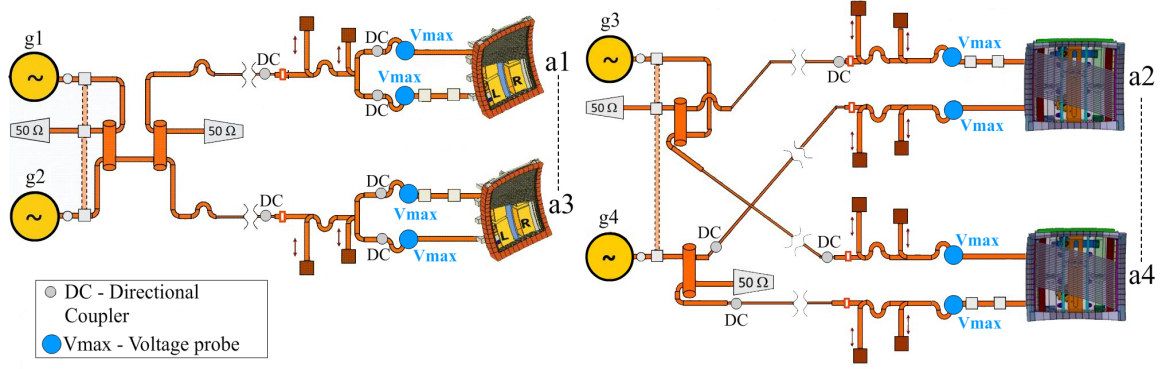 g1
DC
DC
Vmax
Vmax
L R
a1
50 Ω
50 Ω
DC
g2
DC
DC
Vmax
L R
a3
DC
Vmax
DC - Directional
Coupler
Vmax - Voltage probe
g3
DC
Vmax
a2
50 Ω
Vmax
g4
DC
DC
Vmax
a4
50 Ω
DC
Vmax
~
~
~
~